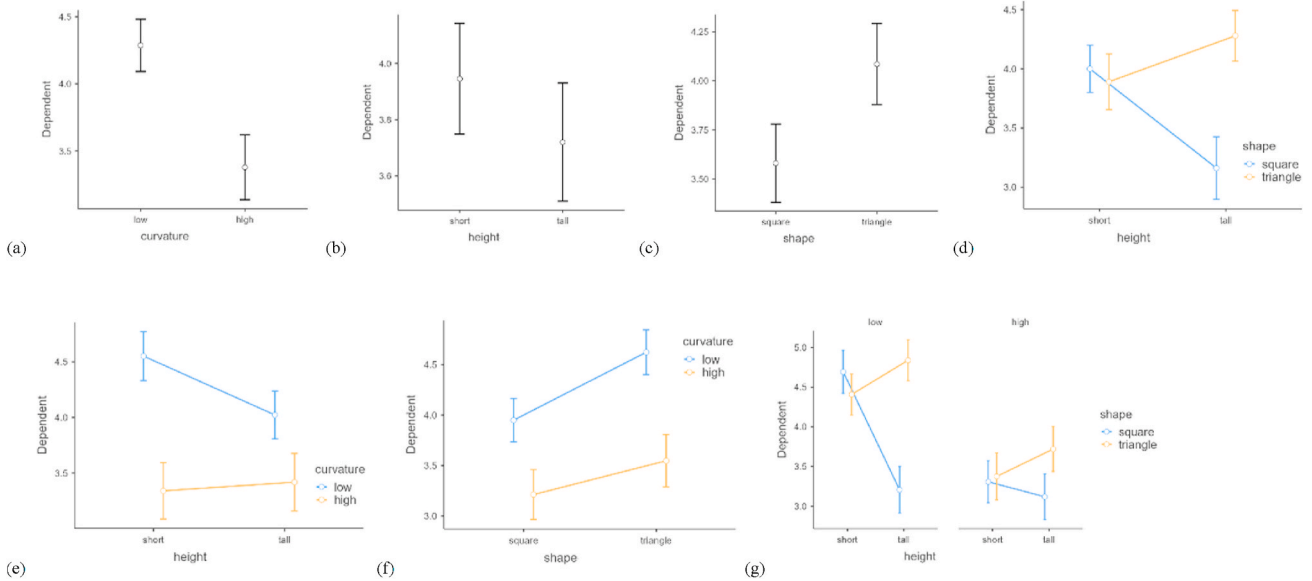 Dependent
4.5
4.0
3.5
low
high
curvature
(a)
Dependent
4.0
3.8
3.6
short
tall
height
(b)
Dependent
4.25
4.00
3.75
3.50
square
triangle
shape
(c)
Dependent
4.5
4.0
3.5
3.0
short
tall
height
shape
square
triangle
(d)
Dependent
4.5
4.0
3.5
short
tall
height
curvature
low
high
(e)
Dependent
4.5
4.0
3.5
3.0
square
triangle
shape
curvature
low
high
(f)
low
high
Dependent
5.0
4.5
4.0
3.5
3.0
short
tall
short
tall
height
shape
square
triangle
(g)